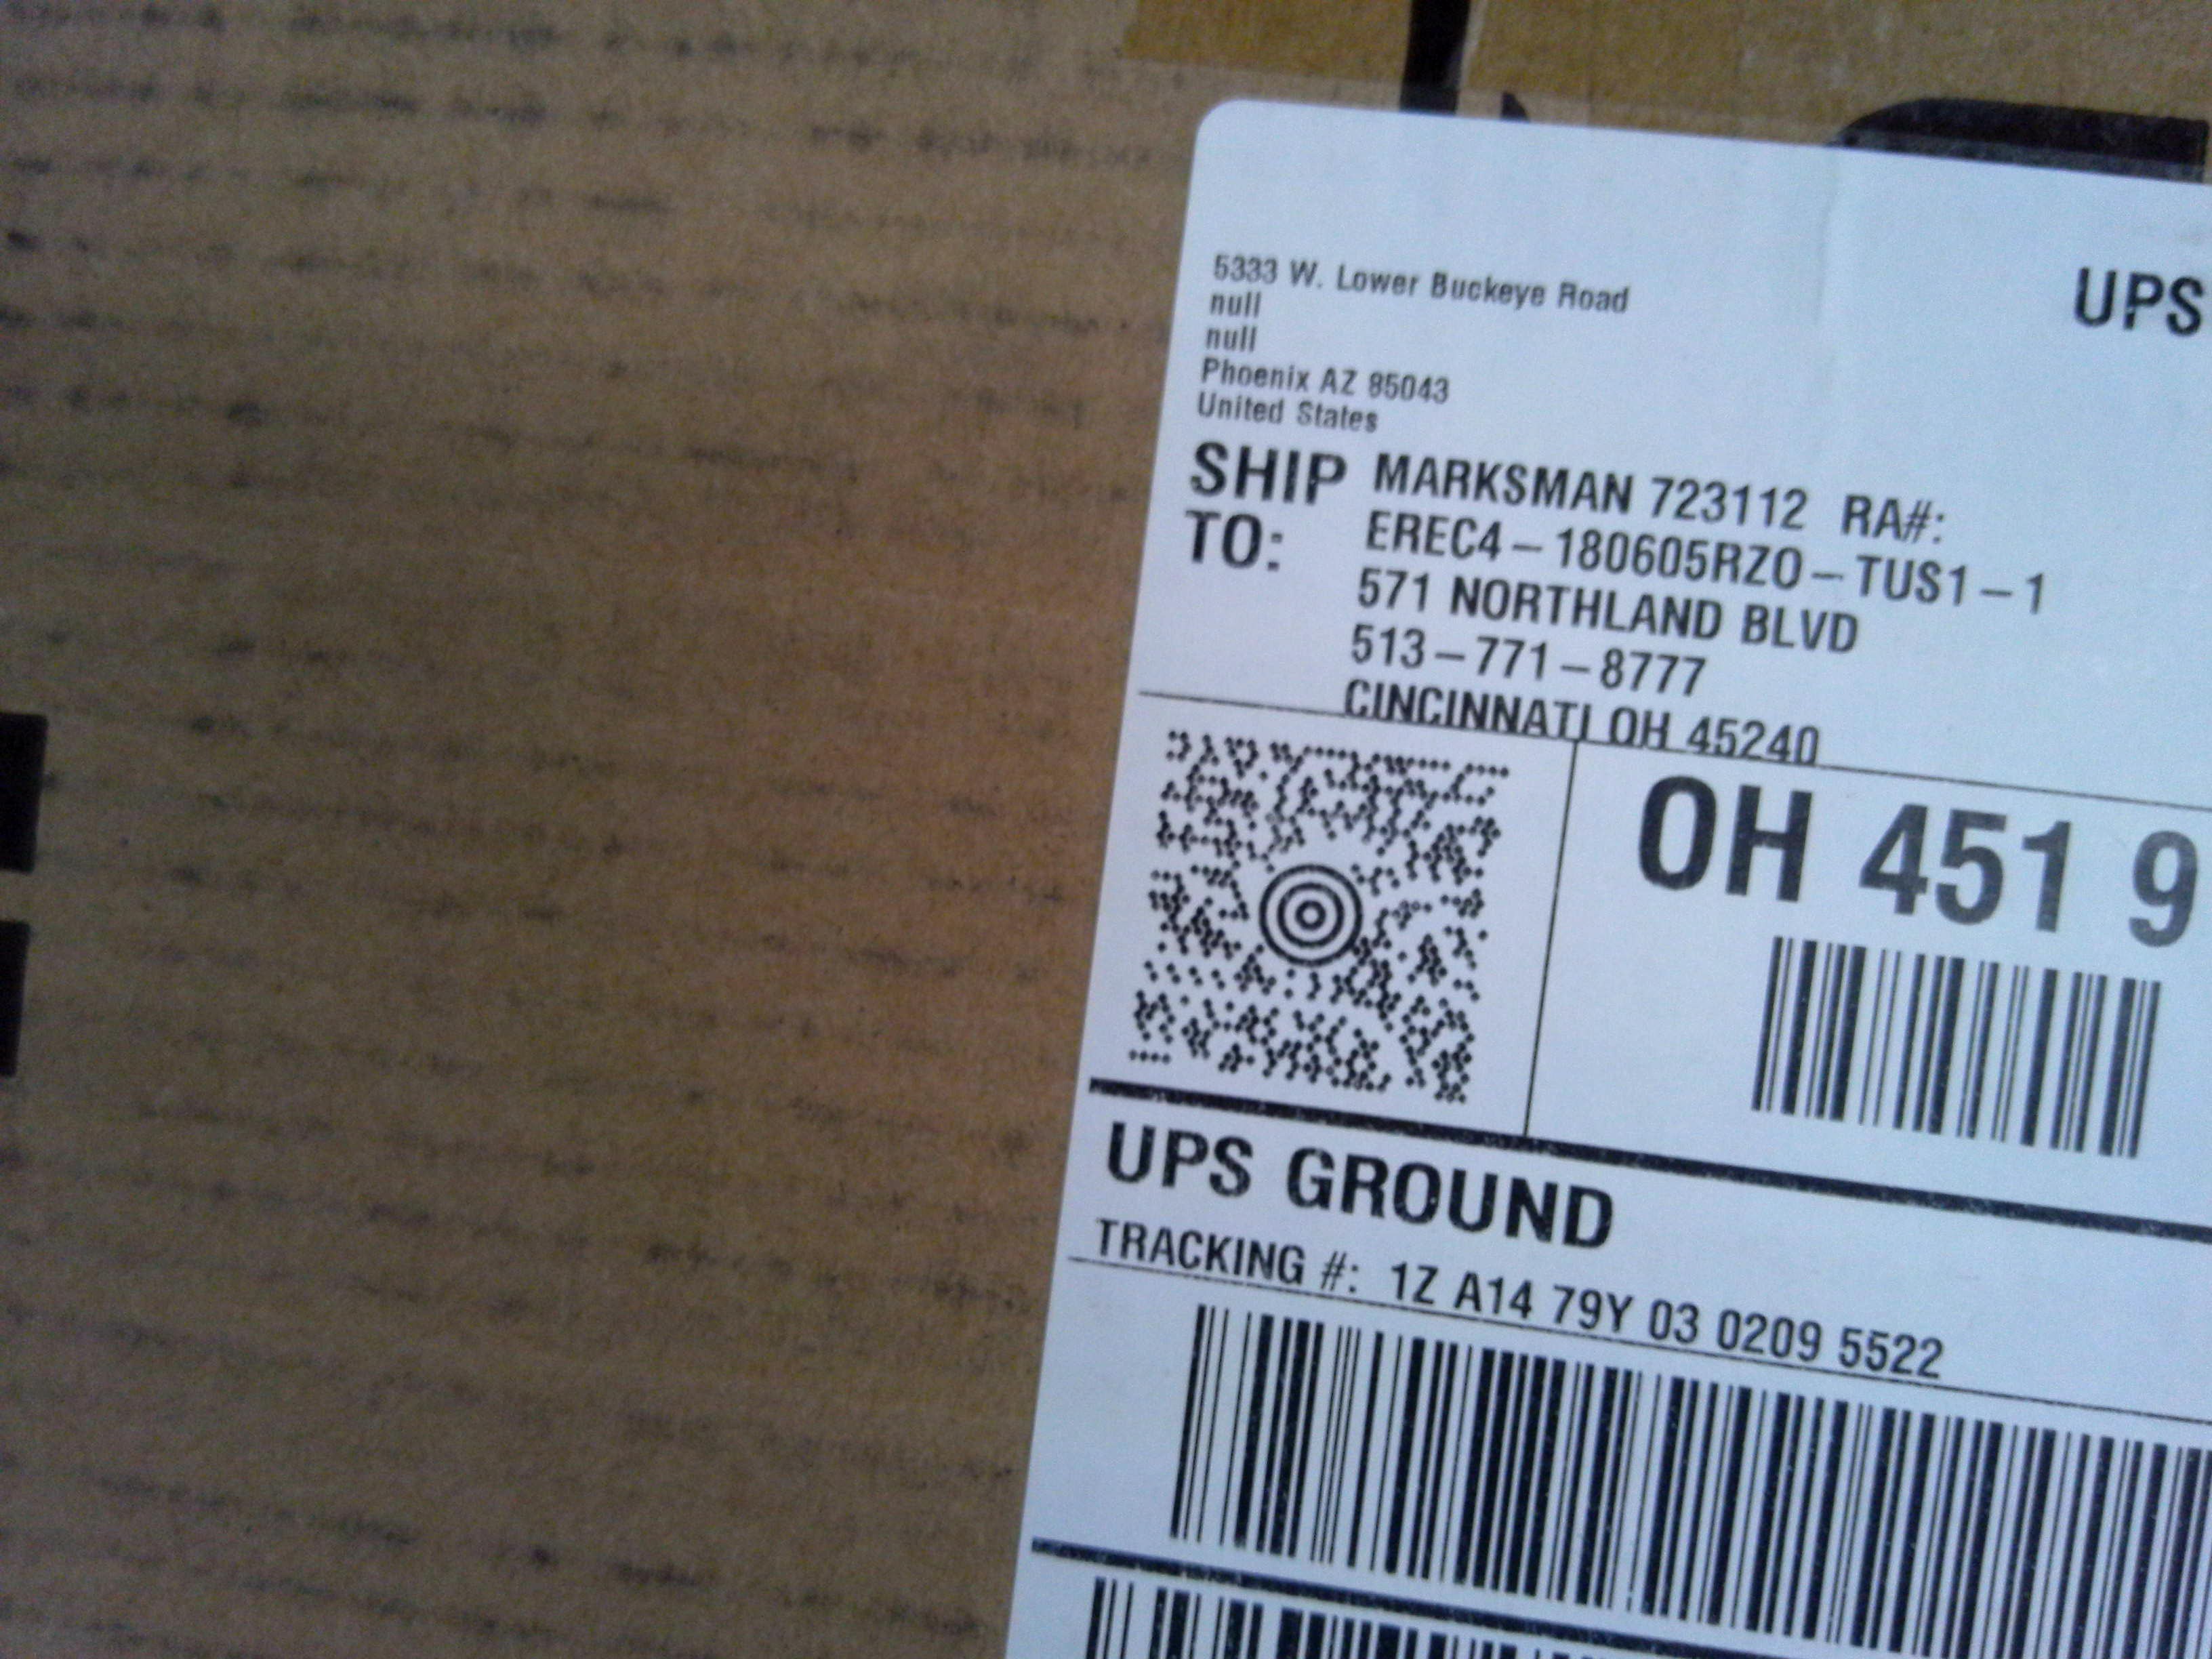 5333 W. Lower Buckeye Road
null
null
Phoenix AZ 85043
United States
UPS
SHIP TO:
MARKSMAN 723112 RA#:
EREC4-180605RZO-TUS1-1
571 NORTHLAND BLVD
513-771-8777
CINCINNATI OH 45240
OH 451 9
UPS GROUND
TRACKING #: 1Z A14 79Y 03 0209 5522